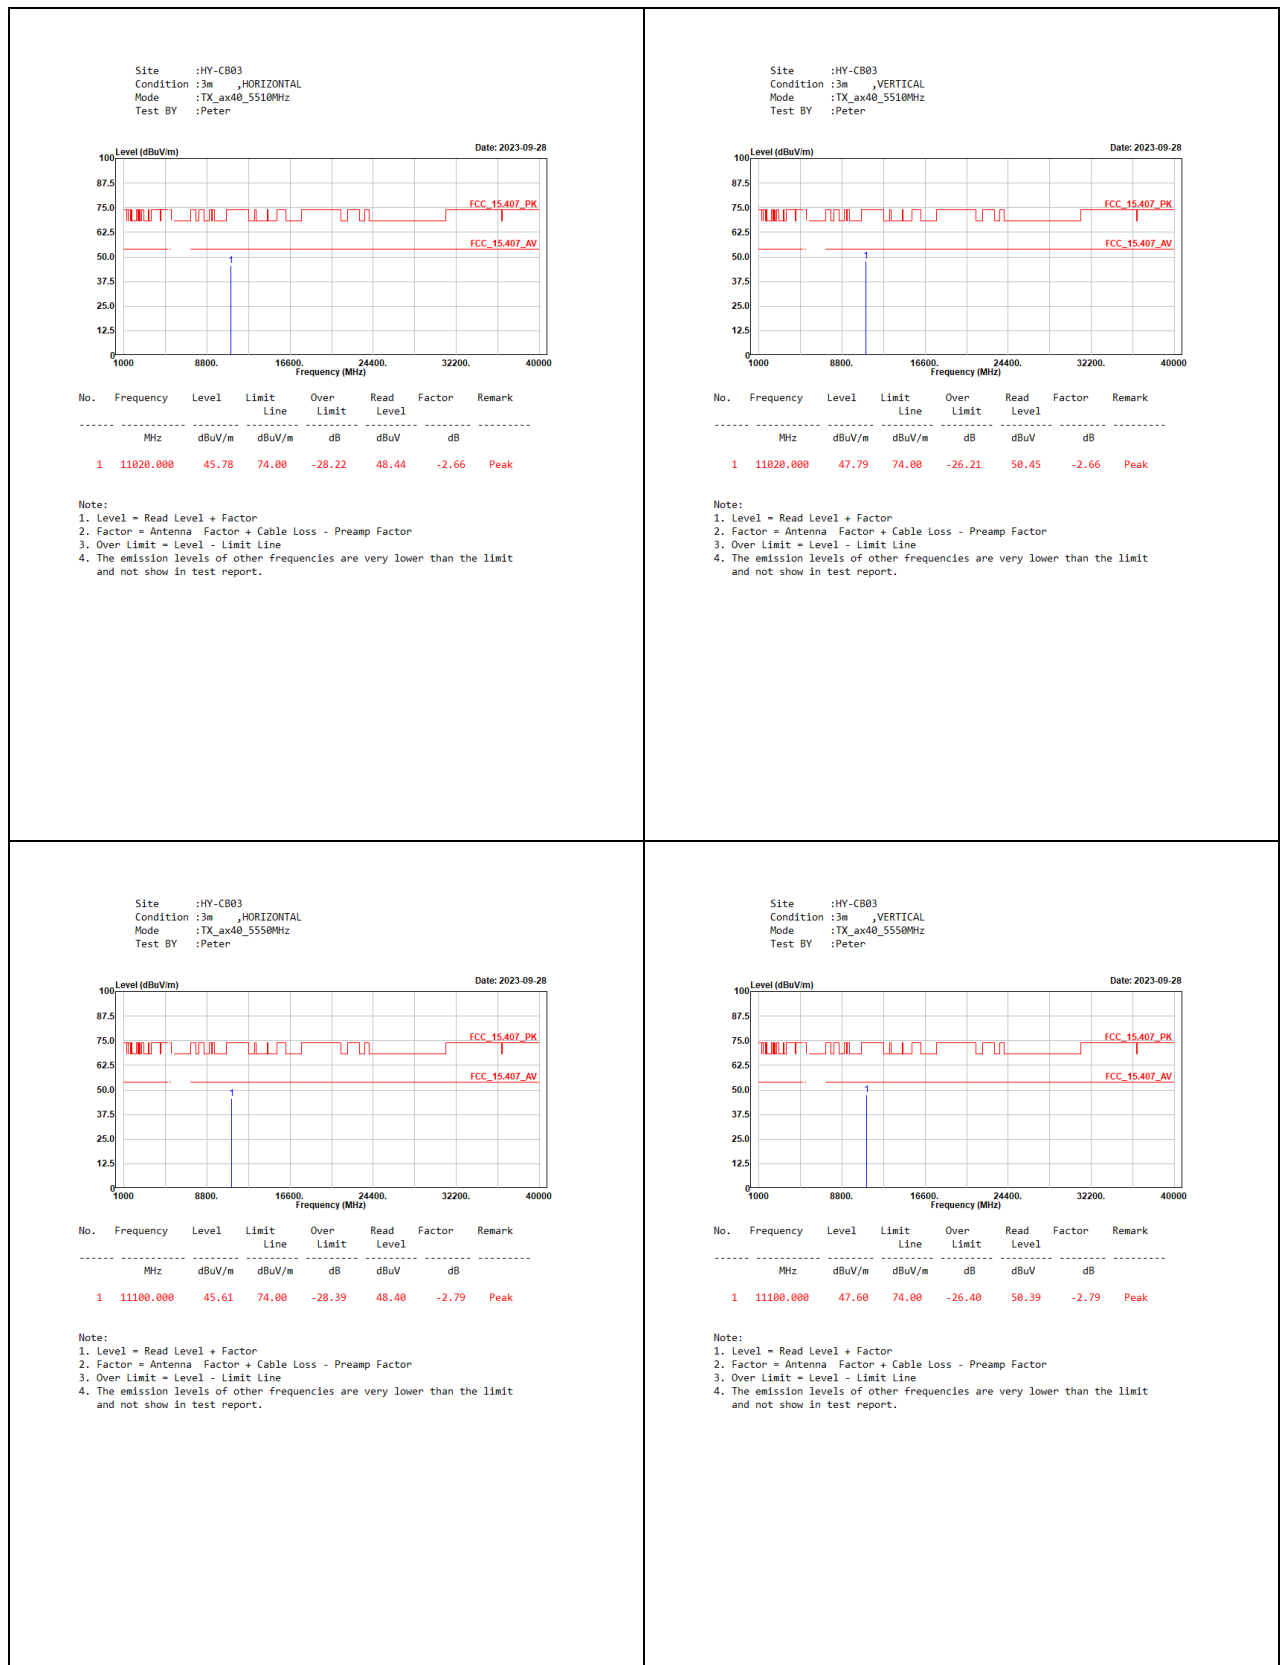 Site      :HY-CB03
Condition :3m    ,HORIZONTAL
Mode      :TX_ax40_5510MHz
Test BY   :Peter
Level (dBuV/m)
Date: 2023-09-28
100
87.5
75.0
FCC_15.407_PK
62.5
FCC_15.407_AV
50.0
1
37.5
25.0
12.5
0
1000 8800. 16600. 24400. 32200. 40000
Frequency (MHz)
No. Frequency Level Limit Over Read Factor Remark
Line Limit Level
------ ----------- -------- --------- --------- --------- -------- ---------
MHz dBuV/m dBuV/m dB dBuV dB
1 11020.000 45.78 74.00 -28.22 48.44 -2.66 Peak
Note:
1. Level = Read Level + Factor
2. Factor = Antenna  Factor + Cable Loss - Preamp Factor
3. Over Limit = Level - Limit Line
4. The emission levels of other frequencies are very lower than the limit
and not show in test report.
Site      :HY-CB03
Condition :3m    ,VERTICAL
Mode      :TX_ax40_5510MHz
Test BY   :Peter
Level (dBuV/m)
Date: 2023-09-28
100
87.5
75.0
FCC_15.407_PK
62.5
FCC_15.407_AV
50.0
1
37.5
25.0
12.5
0
1000 8800. 16600. 24400. 32200. 40000
Frequency (MHz)
No. Frequency Level Limit Over Read Factor Remark
Line Limit Level
------ ----------- -------- --------- --------- --------- -------- ---------
MHz dBuV/m dBuV/m dB dBuV dB
1 11020.000 47.79 74.00 -26.21 50.45 -2.66 Peak
Note:
1. Level = Read Level + Factor
2. Factor = Antenna  Factor + Cable Loss - Preamp Factor
3. Over Limit = Level - Limit Line
4. The emission levels of other frequencies are very lower than the limit
and not show in test report.
Site      :HY-CB03
Condition :3m    ,HORIZONTAL
Mode      :TX_ax40_5550MHz
Test BY   :Peter
Level (dBuV/m)
Date: 2023-09-28
100
87.5
75.0
FCC_15.407_PK
62.5
FCC_15.407_AV
50.0
1
37.5
25.0
12.5
0
1000 8800. 16600. 24400. 32200. 40000
Frequency (MHz)
No. Frequency Level Limit Over Read Factor Remark
Line Limit Level
------ ----------- -------- --------- --------- --------- -------- ---------
MHz dBuV/m dBuV/m dB dBuV dB
1 11100.000 45.61 74.00 -28.39 48.40 -2.79 Peak
Note:
1. Level = Read Level + Factor
2. Factor = Antenna  Factor + Cable Loss - Preamp Factor
3. Over Limit = Level - Limit Line
4. The emission levels of other frequencies are very lower than the limit
and not show in test report.
Site      :HY-CB03
Condition :3m    ,VERTICAL
Mode      :TX_ax40_5550MHz
Test BY   :Peter
Level (dBuV/m)
Date: 2023-09-28
100
87.5
75.0
FCC_15.407_PK
62.5
FCC_15.407_AV
50.0
1
37.5
25.0
12.5
0
1000 8800. 16600. 24400. 32200. 40000
Frequency (MHz)
No. Frequency Level Limit Over Read Factor Remark
Line Limit Level
------ ----------- -------- --------- --------- --------- -------- ---------
MHz dBuV/m dBuV/m dB dBuV dB
1 11100.000 47.60 74.00 -26.40 50.39 -2.79 Peak
Note:
1. Level = Read Level + Factor
2. Factor = Antenna  Factor + Cable Loss - Preamp Factor
3. Over Limit = Level - Limit Line
4. The emission levels of other frequencies are very lower than the limit
and not show in test report.